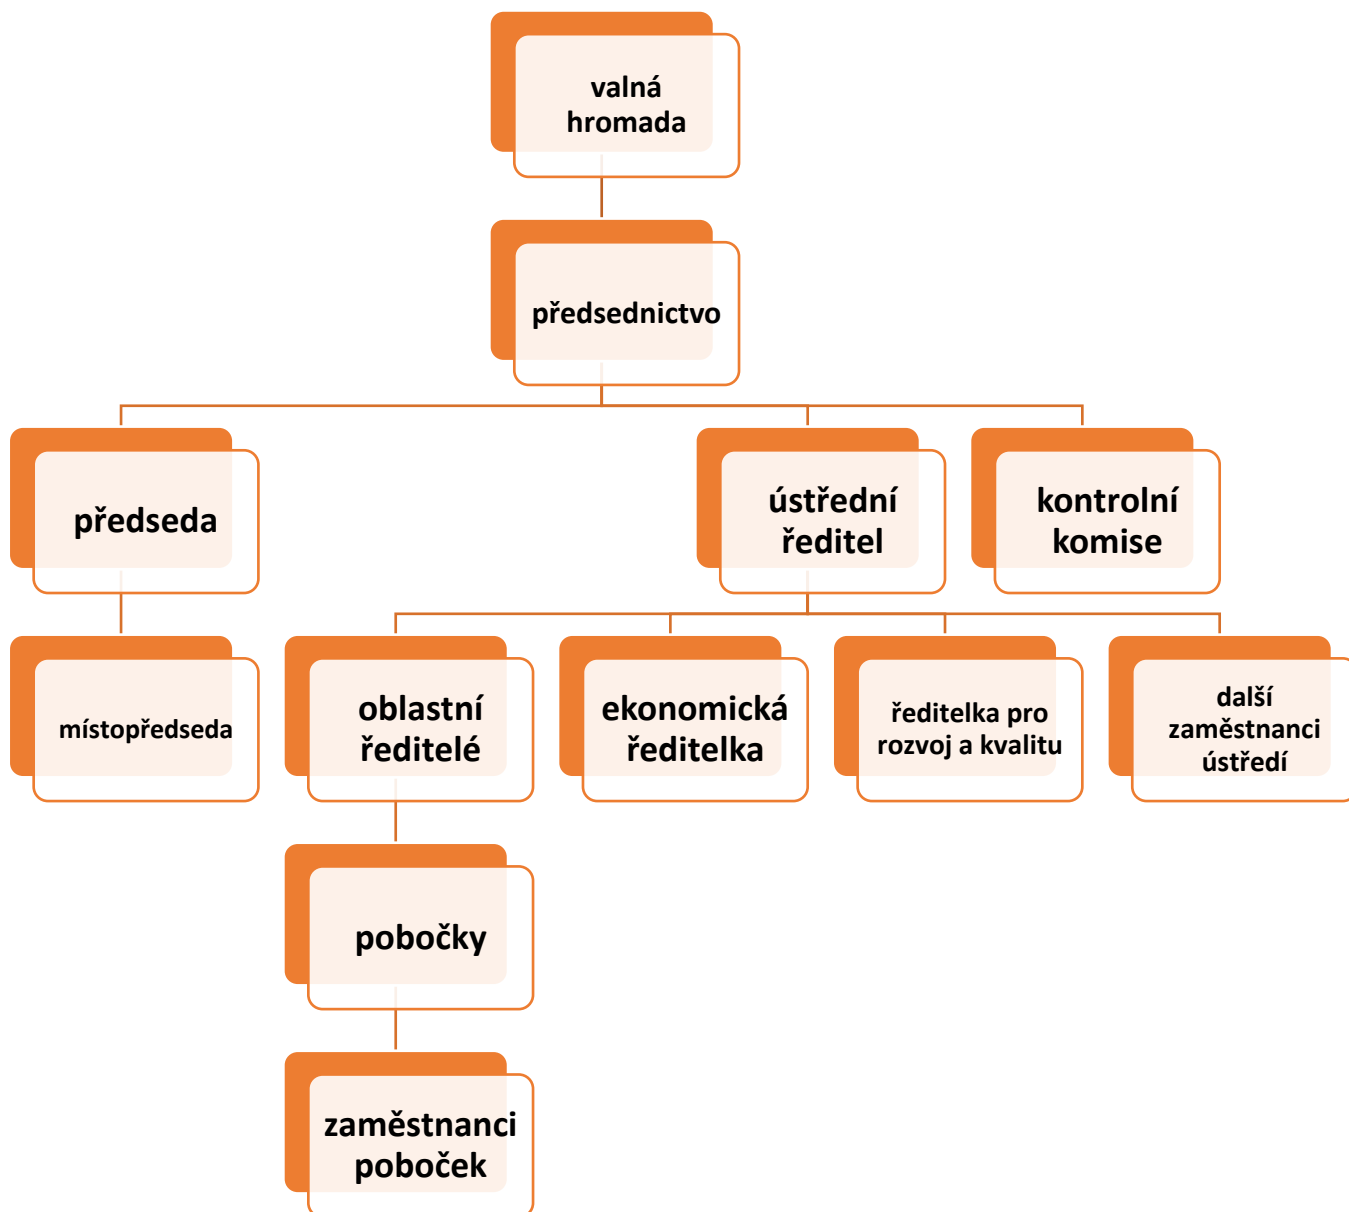 valná
hromada
předsednictvo
předseda
ústřední
ředitel
kontrolní
komise
místopředseda
oblastní
ředitelé
ekonomická
ředitelka
ředitelka pro
rozvoj a kvalitu
další
zaměstnanci
ústředí
pobočky
zaměstnanci
poboček